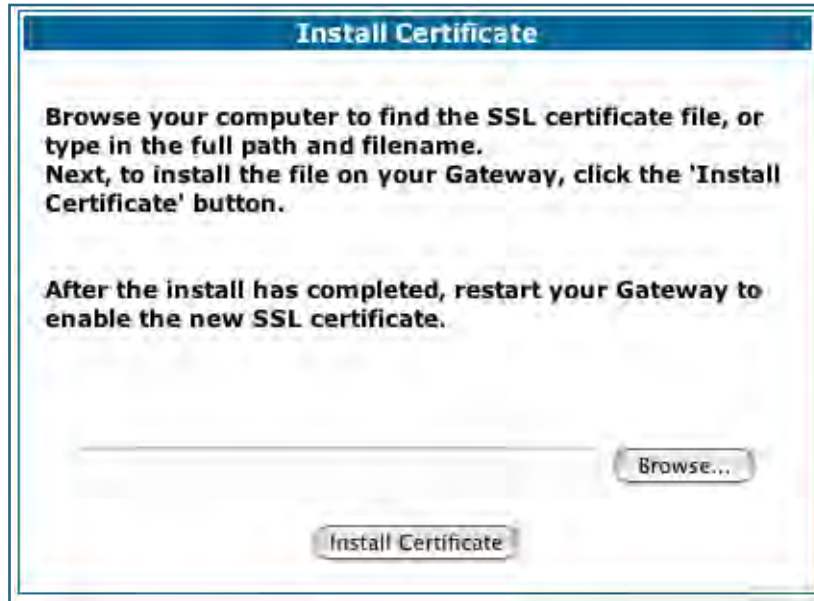 Install Certificate
Browse your computer to find the SSL certificate file, or
type in the full path and filename.
Next, to install the file on your Gateway, click the 'Install
Certificate' button.
After the install has completed, restart your Gateway to
enable the new SSL certificate.
Browse...
Install Certificate